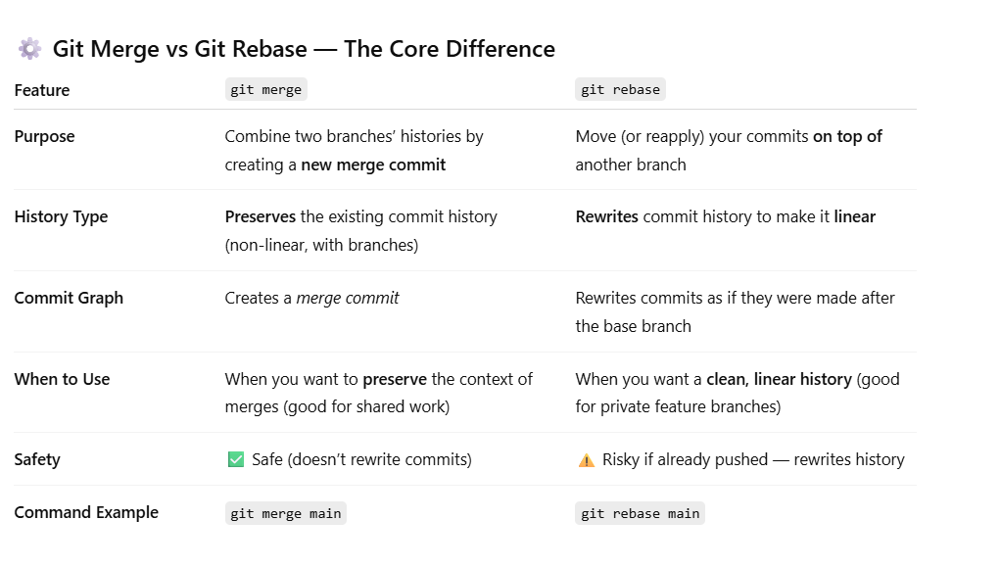 Git Merge vs Git Rebase — The Core Difference
Feature git merge git rebase
Purpose Combine two branches’ histories by Move (or reapply) your commits on top of
creating a new merge commit another branch
History Type Preserves the existing commit history Rewrites commit history to make it linear
(non-linear, with branches)
Commit Graph Creates a merge commit Rewrites commits as if they were made after
the base branch
When to Use When you want to preserve the context of When you want a clean, linear history (good
merges (good for shared work) for private feature branches)
Safety ✅ Safe (doesn’t rewrite commits) ⚠️ Risky if already pushed — rewrites history
Command Example git merge main git rebase main